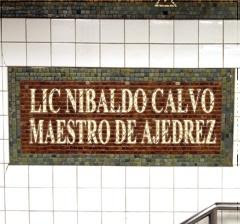 LIC NIBALDO CALVO
MAESTRO DE AJEDREZ